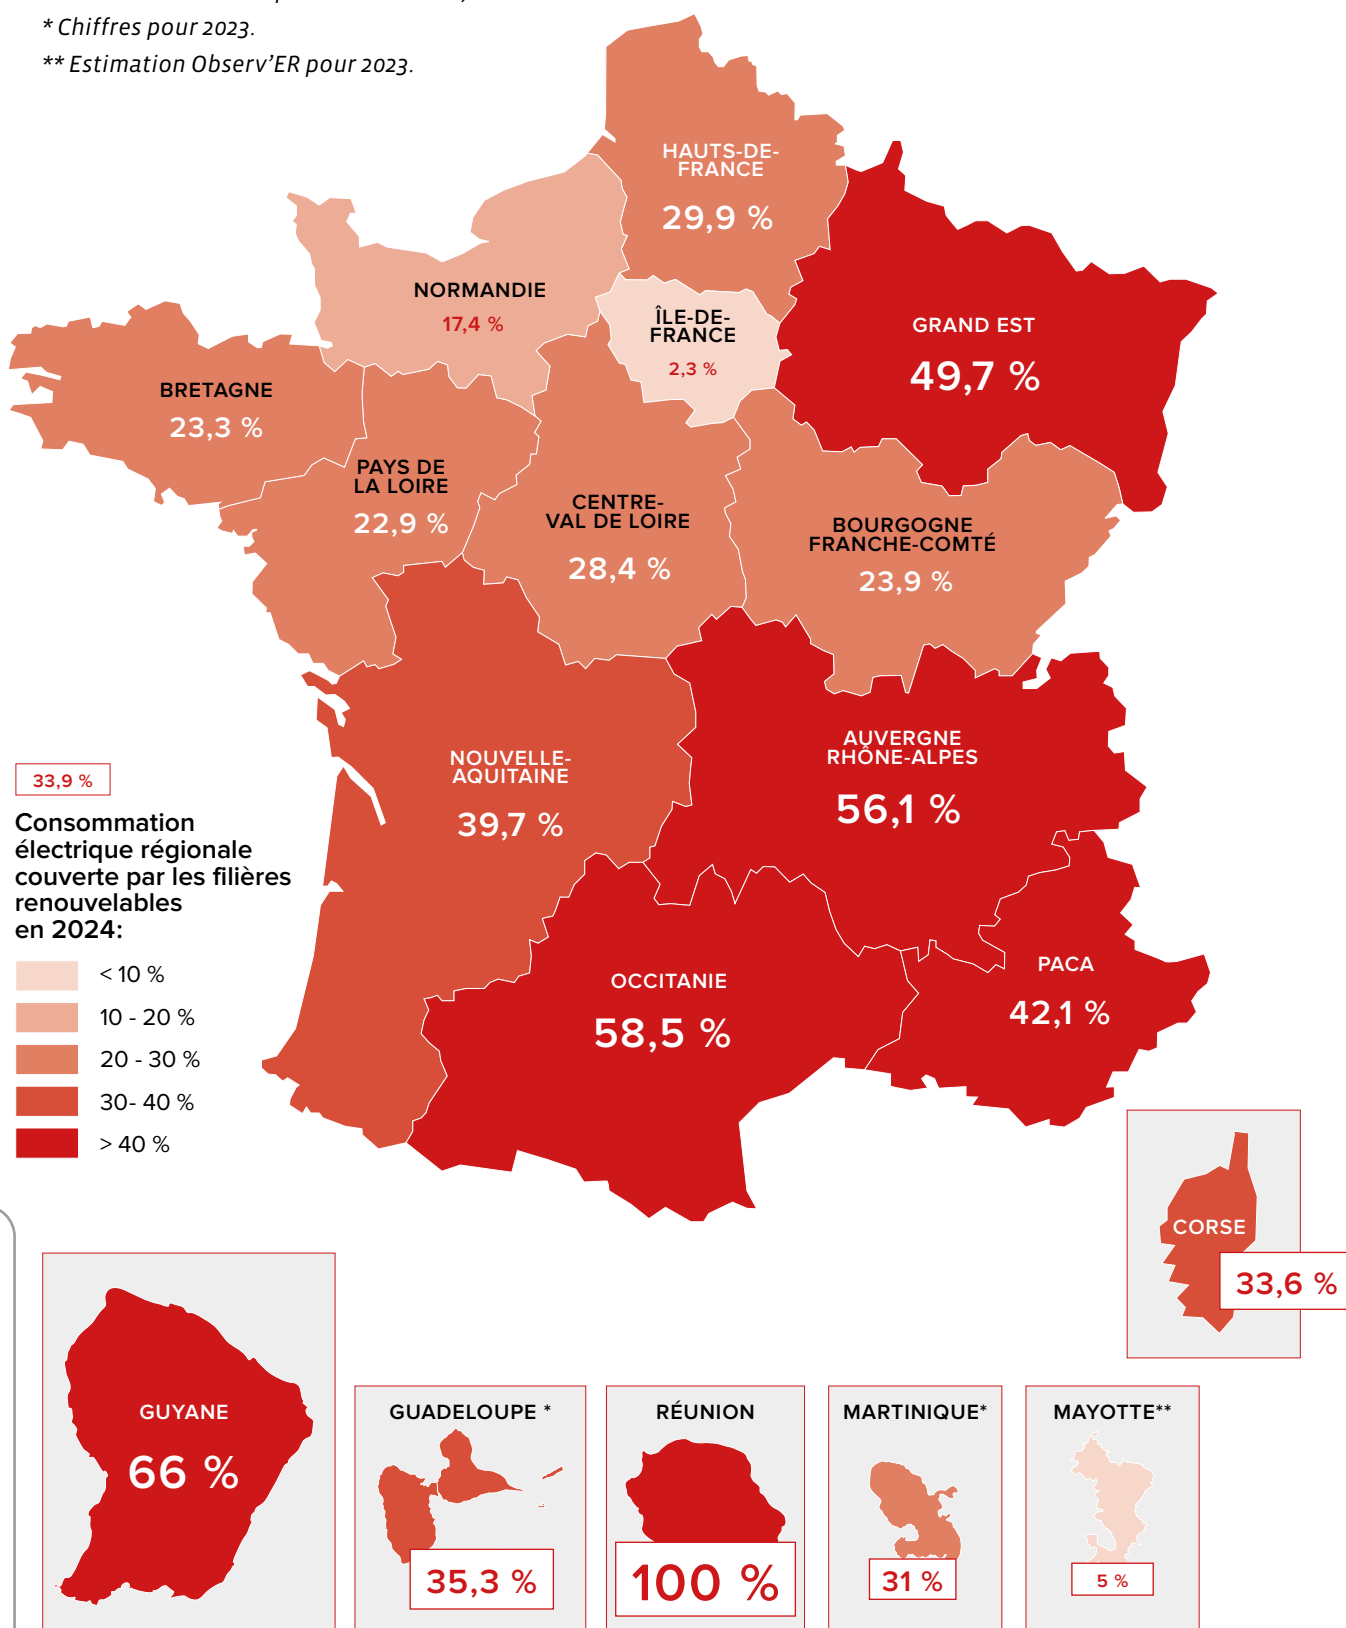 * Chiffres pour 2023.
** Estimation Observ’ER pour 2023.
HAUTS-DE-
FRANCE
29,9 %
NORMANDIE
17,4 %
ÎLE-DE-
FRANCE
2,3 %
GRAND EST
49,7 %
BRETAGNE
23,3 %
PAYS DE
LA LOIRE
22,9 %
CENTRE-
VAL DE LOIRE
28,4 %
BOURGOGNE
FRANCHE-COMTÉ
23,9 %
NOUVELLE-
AQUITAINE
39,7 %
AUVERGNE
RHÔNE-ALPES
56,1 %
OCCITANIE
58,5 %
PACA
42,1 %
33,9 %
Consommation
électrique régionale
couverte par les filières
renouvelables
en 2024:
< 10 %
10 - 20 %
20 - 30 %
30- 40 %
> 40 %
CORSE
33,6 %
GUYANE
66 %
GUADELOUPE *
35,3 %
RÉUNION
100 %
MARTINIQUE*
31 %
MAYOTTE**
5 %